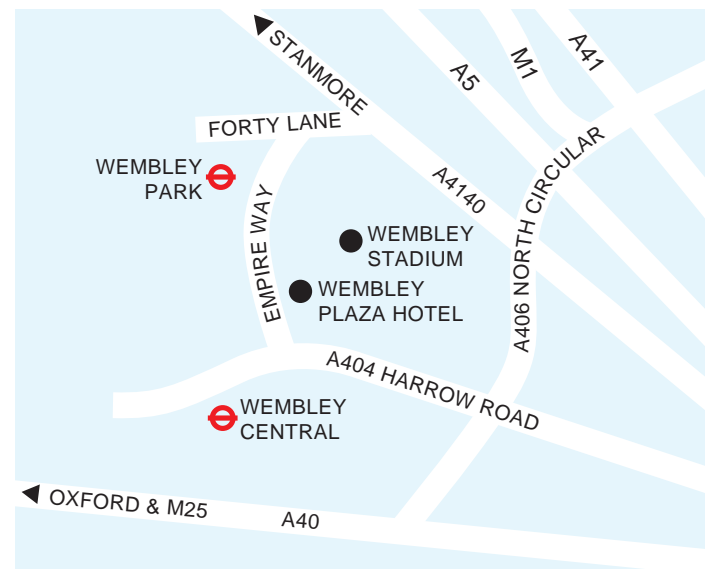 STANMORE
A5
M1
A41
FORTY LANE
WEMBLEY
PARK
A4140
A406 NORTH CIRCULAR
EMPIRE WAY
WEMBLEY
STADIUM
WEMBLEY
PLAZA HOTEL
A404 HARROW ROAD
WEMBLEY
CENTRAL
OXFORD & M25
A40